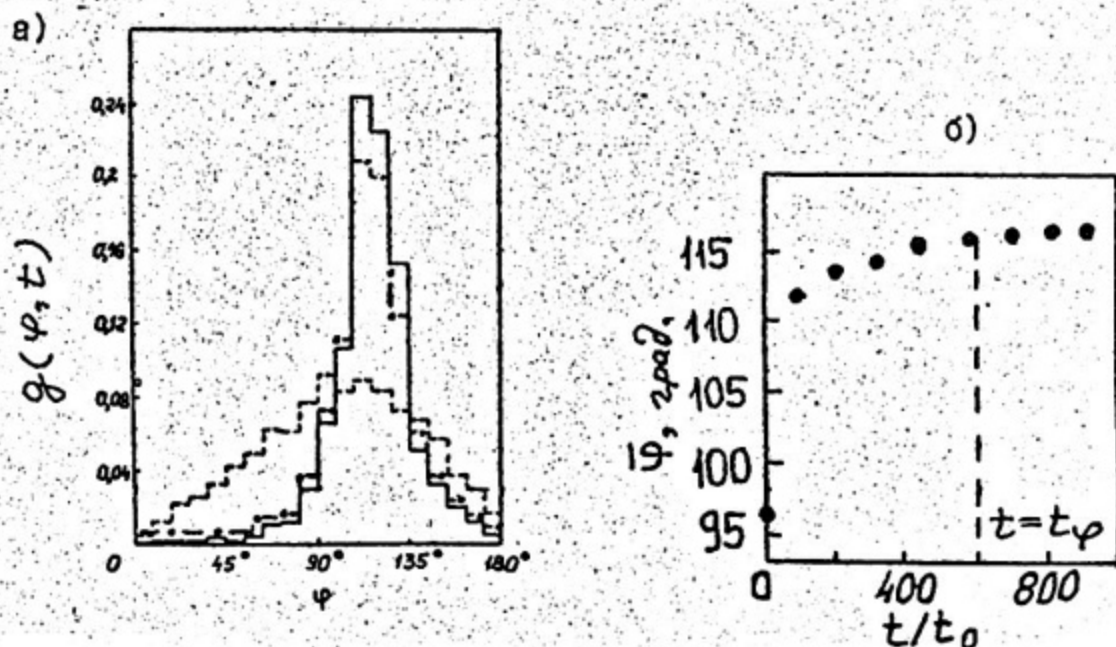 а)
g(φ, t)
0,24
0,2
0,16
0,12
0,08
0,04
0 45° 90° 135° 180°
φ
б)
φ̄, град.
115
110
105
100
95
t = tφ
0 400 800
t/t₀